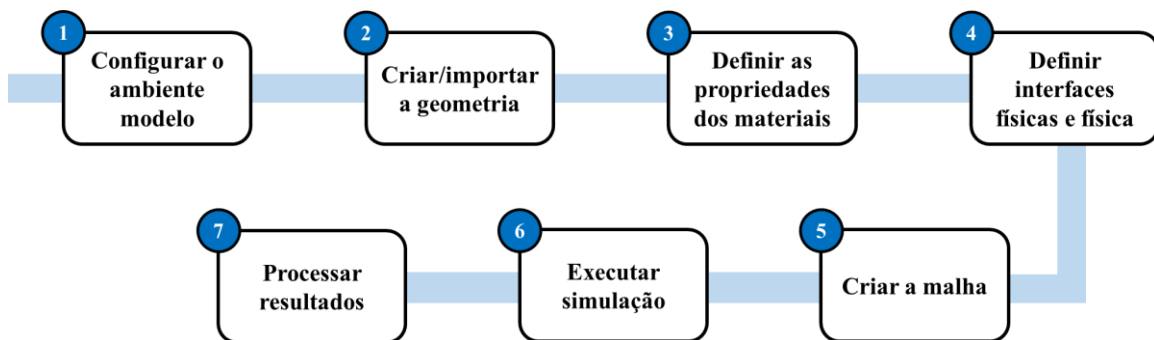 1
Configurar o
ambiente
modelo
2
Criar/importar
a geometria
3
Definir as
propriedades
dos materiais
4
Definir
interfaces
físicas e física
5
Criar a malha
6
Executar
simulação
7
Processar
resultados